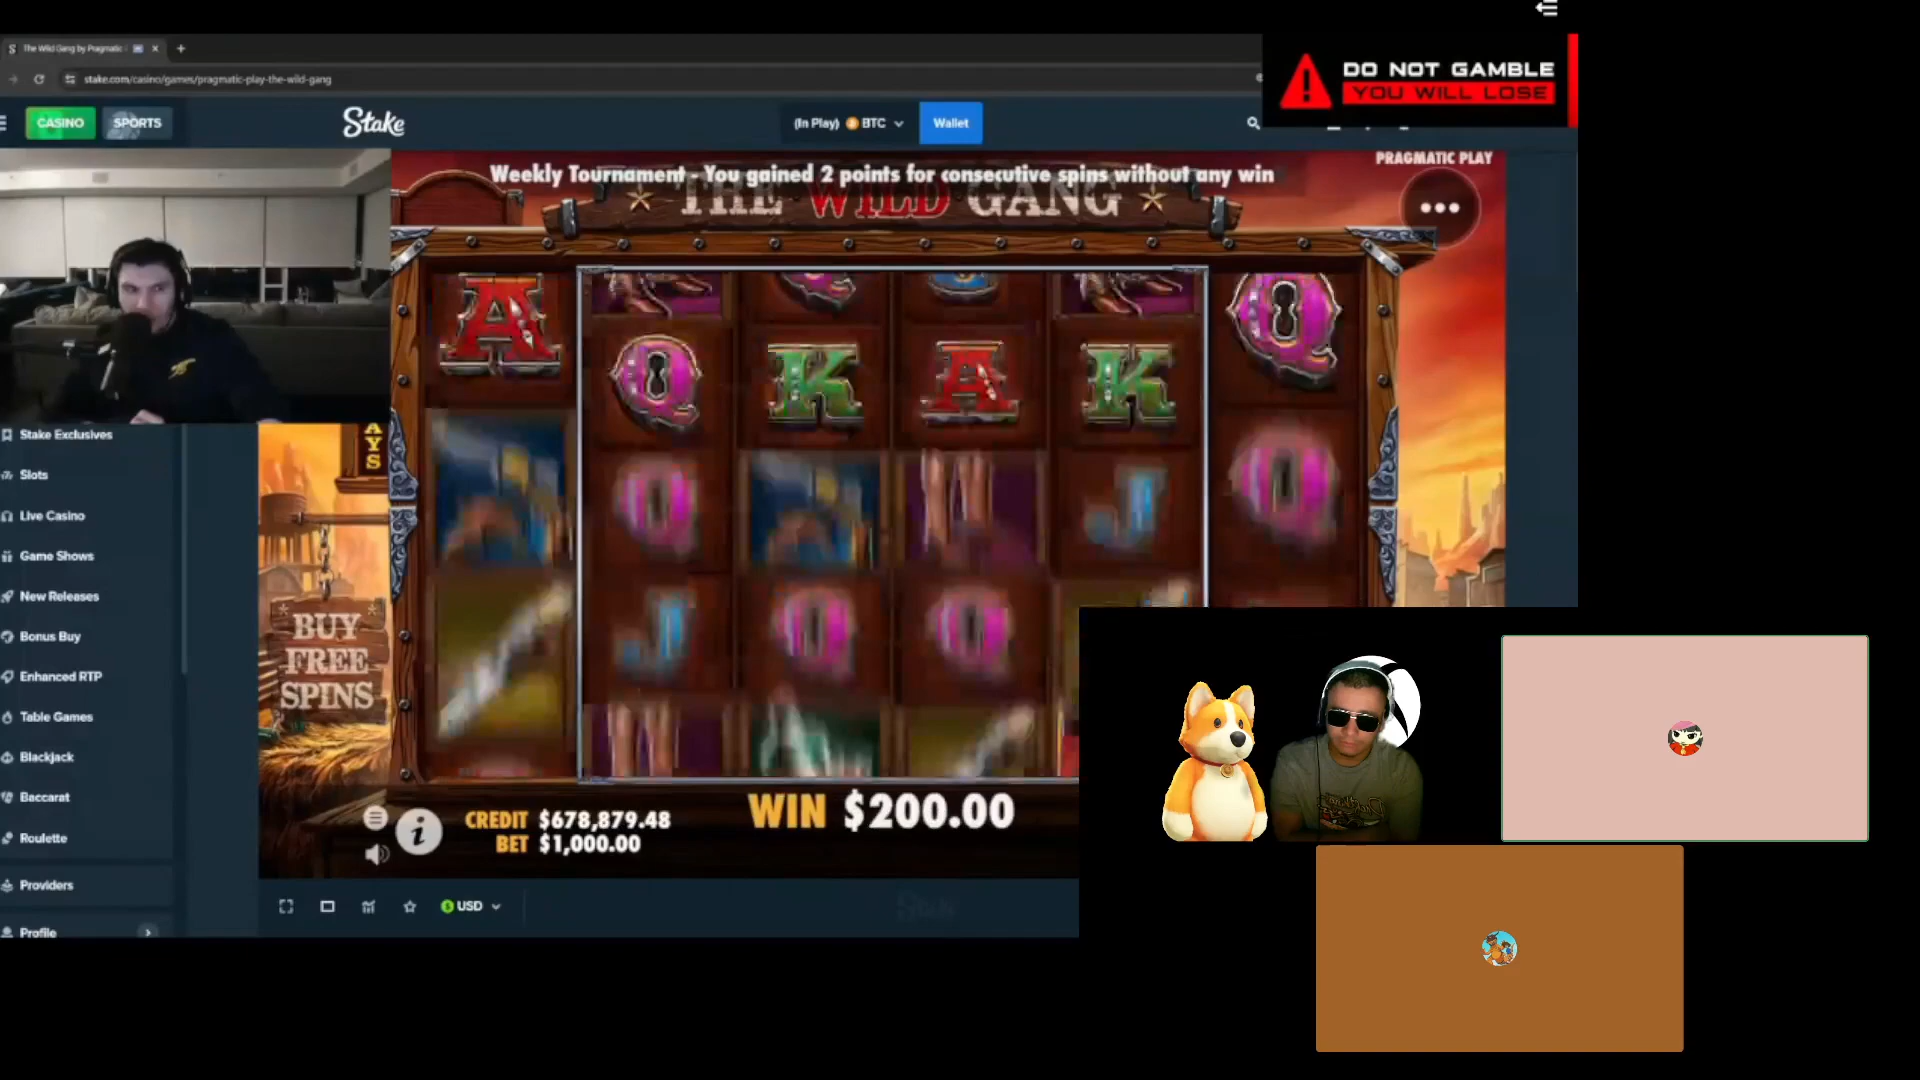 The Wild Gang by Pragmatic
stake.com/casino/games/pragmatic-play-the-wild-gang
DO NOT GAMBLE
YOU WILL LOSE
CASINO
SPORTS
Stake
(In Play) BTC
Wallet
PRAGMATIC PLAY
Weekly Tournament - You gained 2 points for consecutive spins without any win
THE WILD GANG
A
Q
Q
K
A
K
AYS
Q
Q
J
J
Q
Q
Stake Exclusives
Slots
Live Casino
Game Shows
New Releases
Bonus Buy
Enhanced RTP
Table Games
Blackjack
Baccarat
Roulette
Providers
Profile
BUY
FREE
SPINS
CREDIT $678,879.48
BET $1,000.00
WIN $200.00
USD
Stake